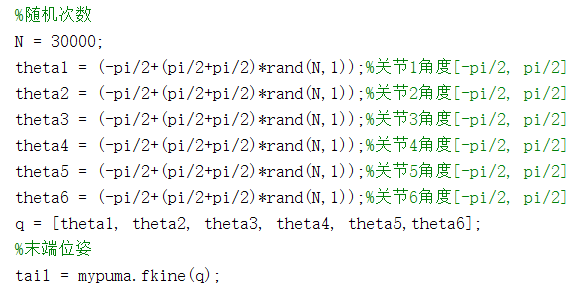 %随机次数
N = 30000;
theta1 = (-pi/2+(pi/2+pi/2)*rand(N,1));%关节1角度[-pi/2, pi/2]
theta2 = (-pi/2+(pi/2+pi/2)*rand(N,1));%关节2角度[-pi/2, pi/2]
theta3 = (-pi/2+(pi/2+pi/2)*rand(N,1));%关节3角度[-pi/2, pi/2]
theta4 = (-pi/2+(pi/2+pi/2)*rand(N,1));%关节4角度[-pi/2, pi/2]
theta5 = (-pi/2+(pi/2+pi/2)*rand(N,1));%关节5角度[-pi/2, pi/2]
theta6 = (-pi/2+(pi/2+pi/2)*rand(N,1));%关节6角度[-pi/2, pi/2]
q = [theta1, theta2, theta3, theta4, theta5,theta6];
%末端位姿
tail = mypuma.fkine(q);